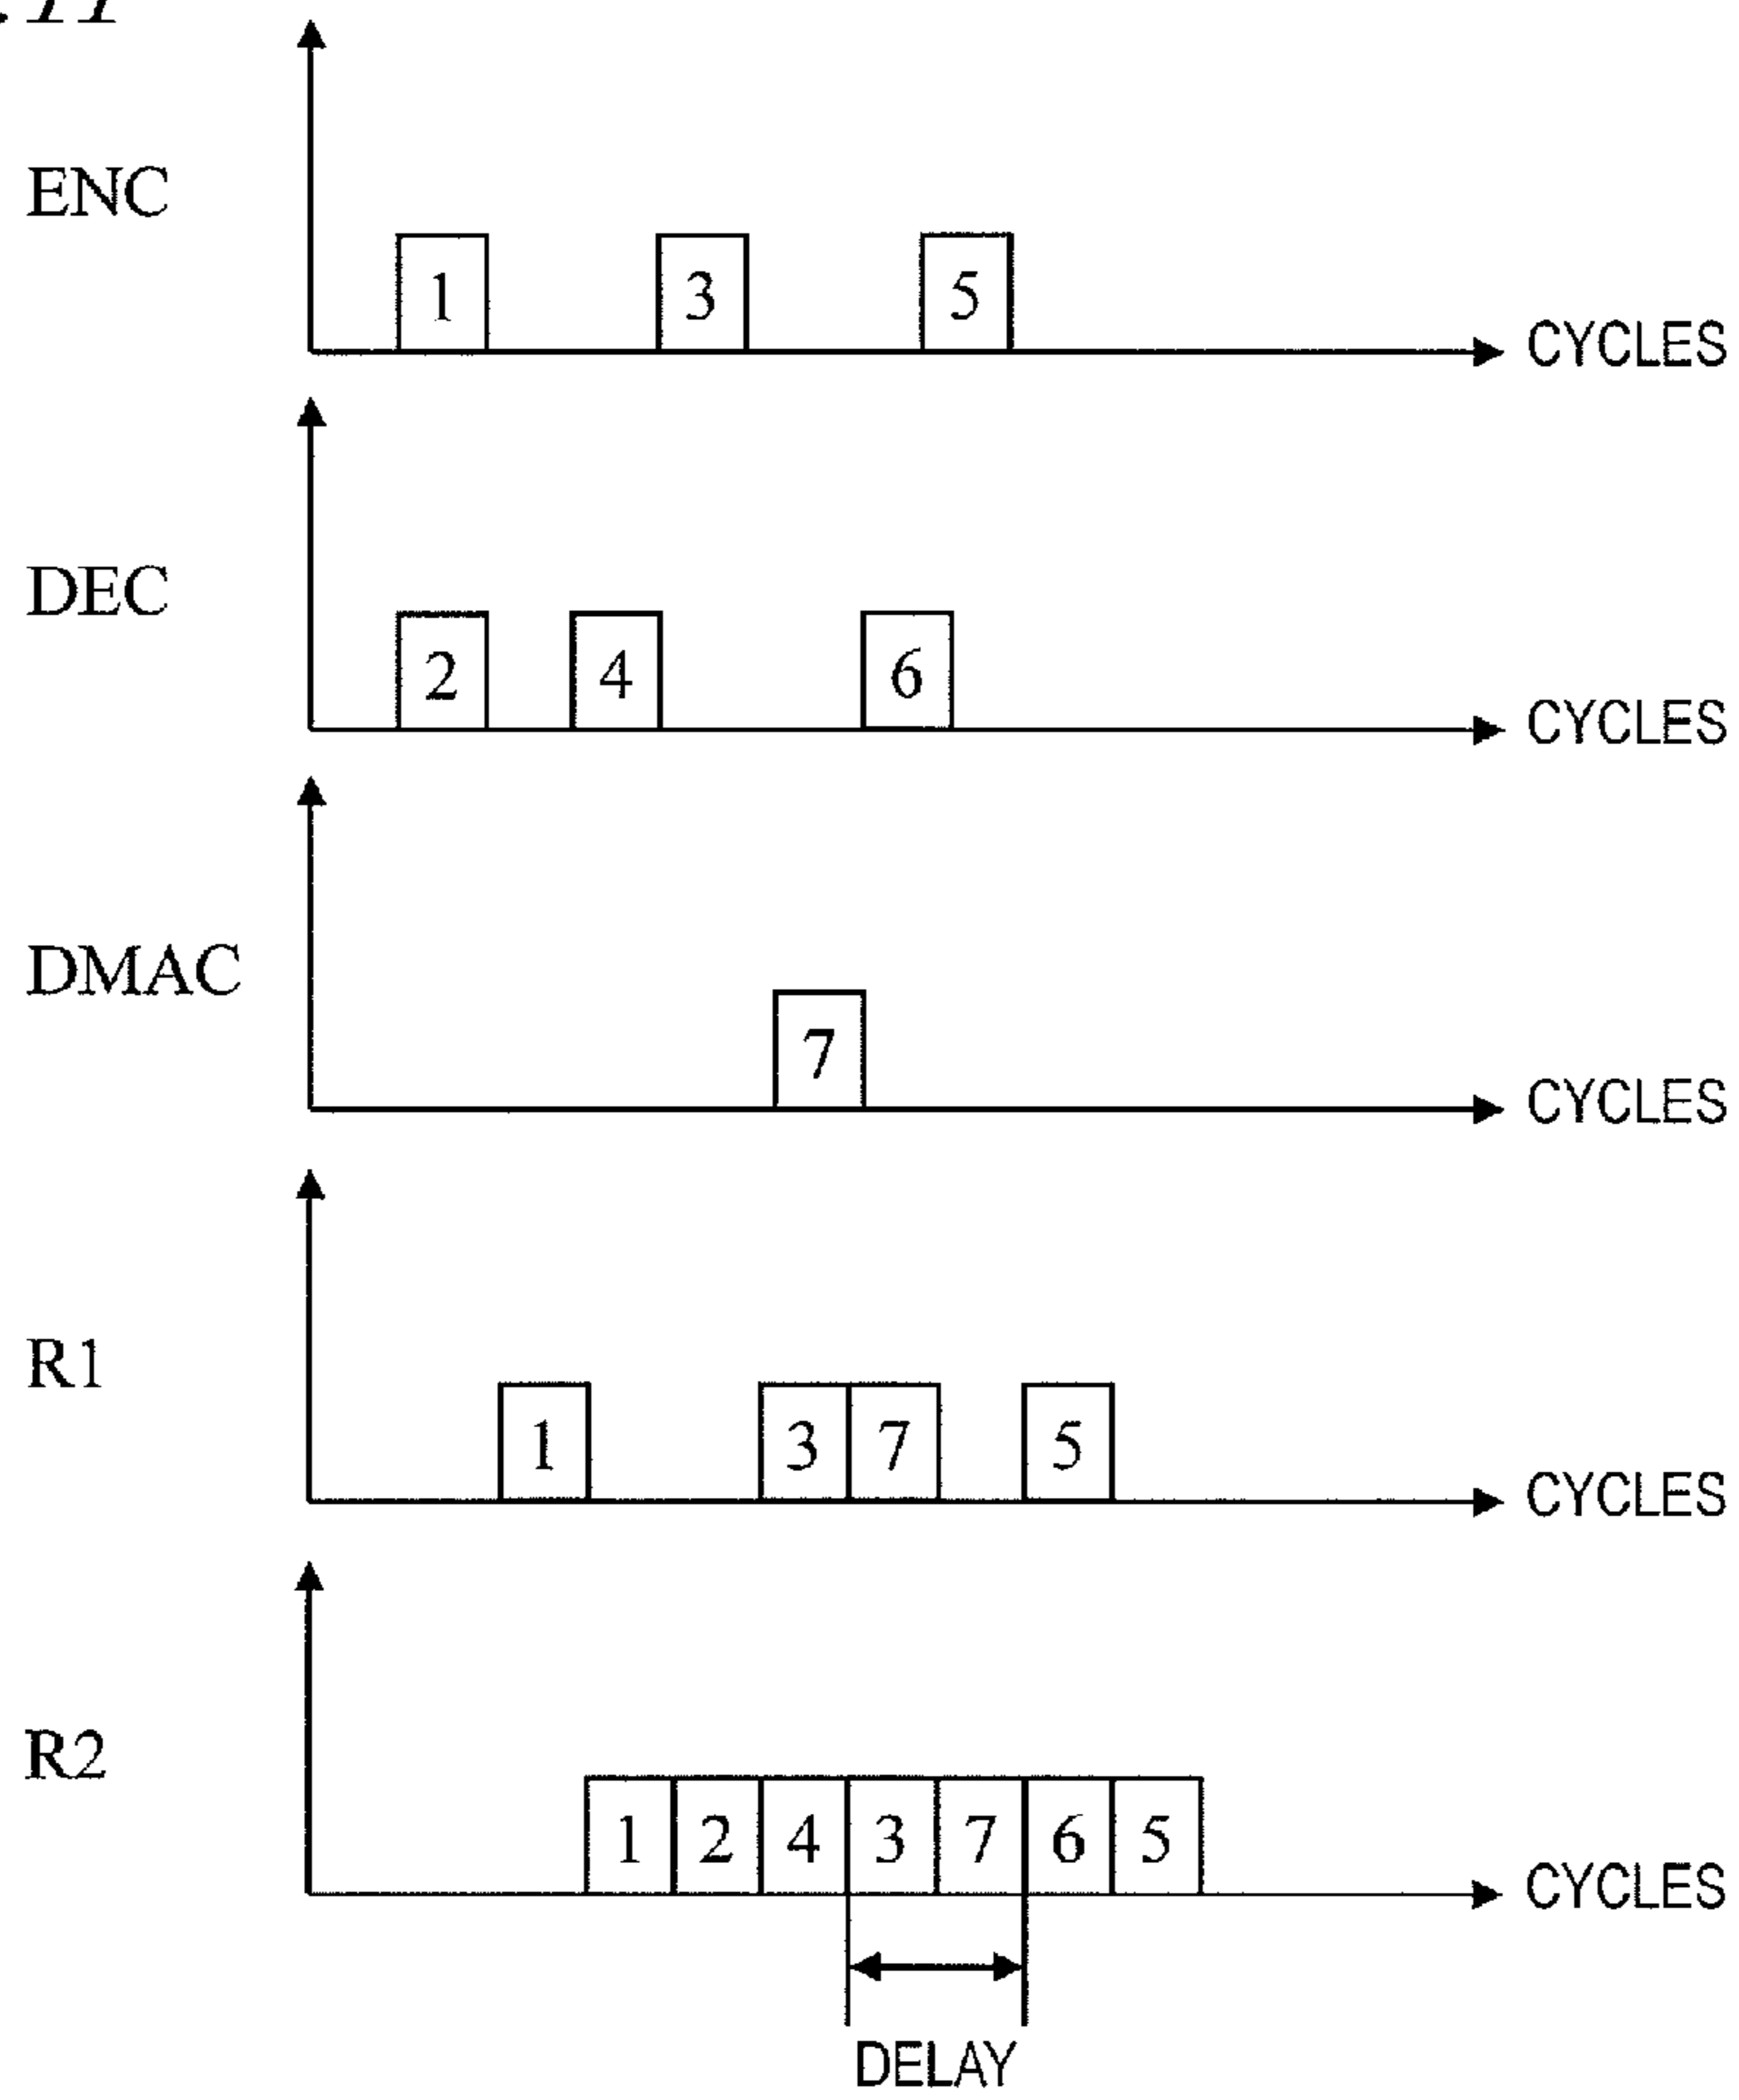 ENC
1 3 5
CYCLES
DEC
2 4 6
CYCLES
DMAC
7
CYCLES
R1
1 3 7 5
CYCLES
R2
1 2 4 3 7 6 5
CYCLES
DELAY